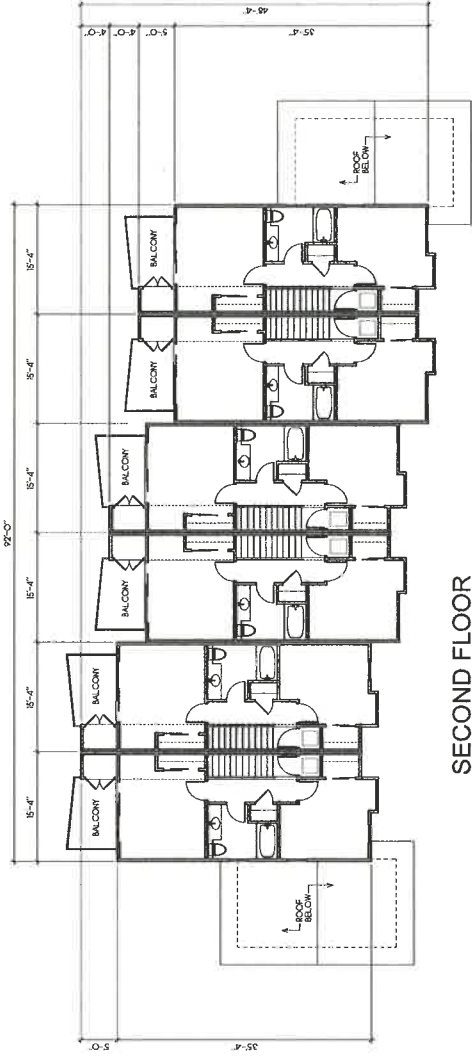 48'-4"
4'-0"
4'-0"
5'-0"
35'-4"
92'-0"
15'-4"
15'-4"
15'-4"
15'-4"
15'-4"
15'-4"
BALCONY
BALCONY
BALCONY
BALCONY
BALCONY
BALCONY
ROOF
BELOW
ROOF
BELOW
5'-0"
35'-4"
SECOND FLOOR